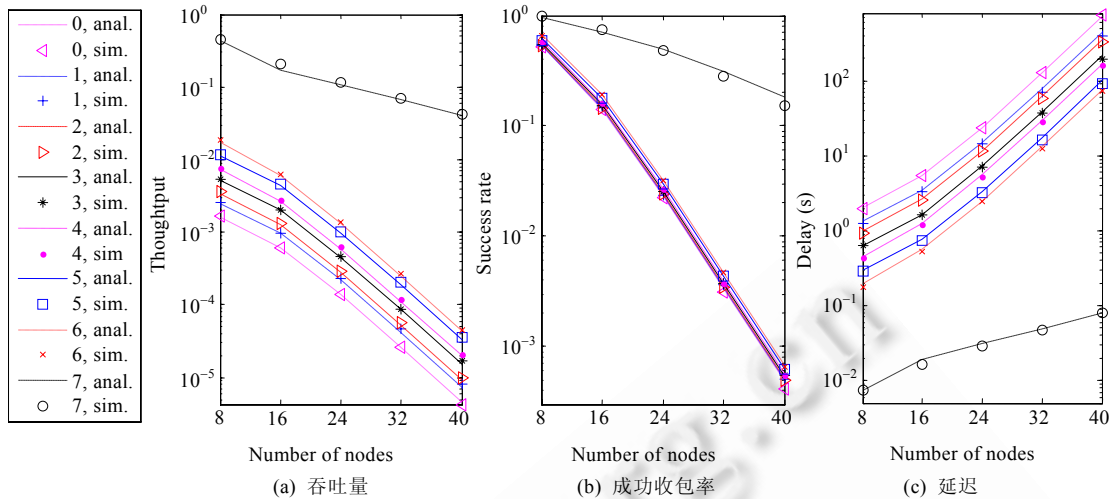 0, anal.
0, sim.
1, anal.
1, sim.
2, anal.
2, sim.
3, anal.
3, sim.
4, anal.
4, sim.
5, anal.
5, sim.
6, anal.
6, sim.
7, anal.
7, sim.
Thoughtput
10^0
10^-1
10^-2
10^-3
10^-4
10^-5
8 16 24 32 40
Number of nodes
(a) 吞吐量
Success rate
10^0
10^-1
10^-2
10^-3
8 16 24 32 40
Number of nodes
(b) 成功收包率
Delay (s)
10^2
10^1
10^0
10^-1
10^-2
8 16 24 32 40
Number of nodes
(c) 延迟